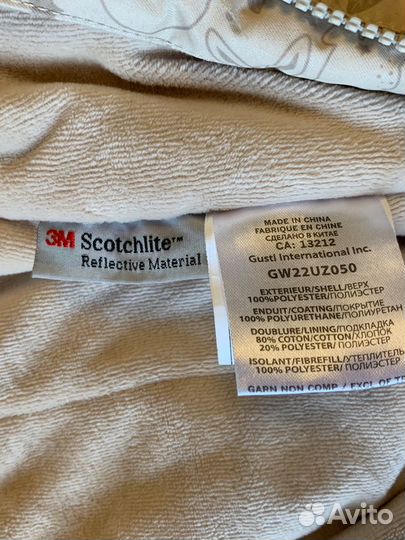 3M Scotchlite™
Reflective Material
MADE IN CHINA
FABRIQUE EN CHINE
СДЕЛАНО В КИТАЕ
CA: 13212
Gusti International Inc.
GW22UZ050
EXTERIEUR/SHELL/ВЕРХ
100%POLYESTER/ПОЛИЭСТЕР
ENDUIT/COATING/ПОКРЫТИЕ
100% POLYURETHANE/ПОЛИУРЕТАН
DOUBLURE/LINING/ПОДКЛАДКА
80% COTON/COTTON/ХЛОПОК
20% POLYESTER/ПОЛИЭСТЕР
ISOLANT/FIBREFILL/УТЕПЛИТЕЛЬ
100% POLYESTER/ ПОЛИЭСТЕР
GARN NON COMP / EXCL OF
Avito